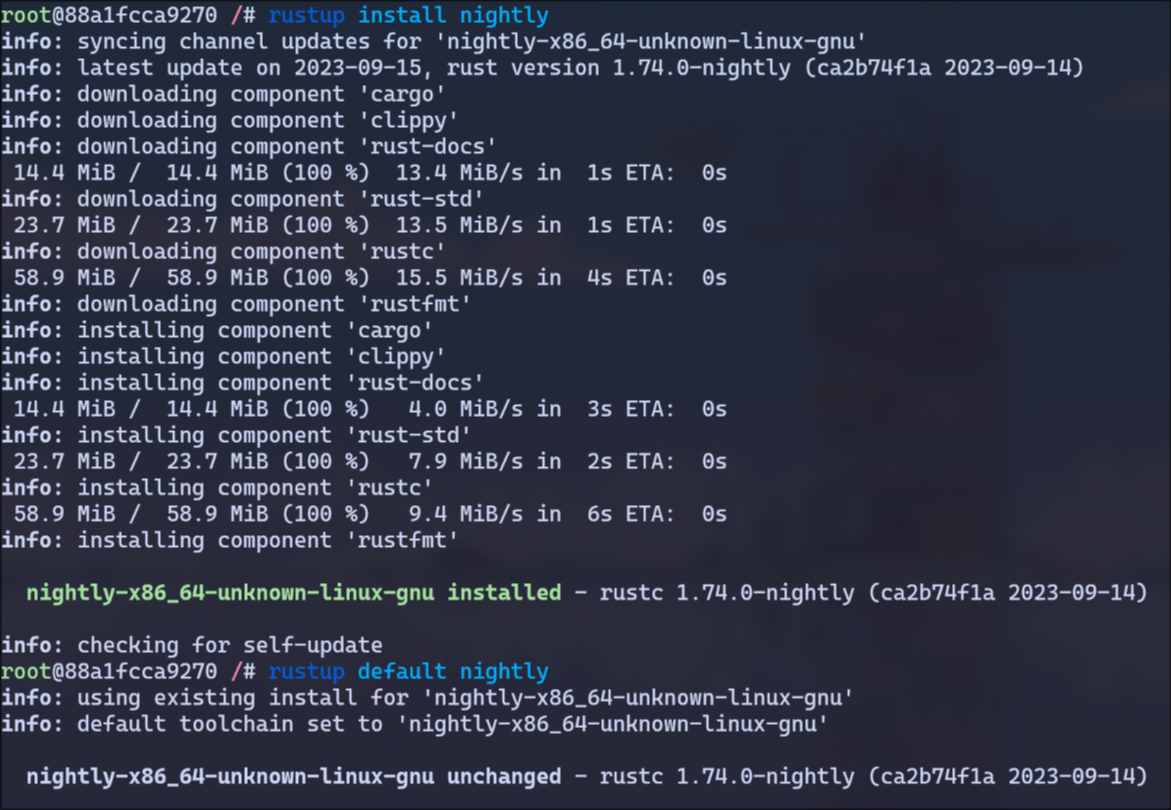 root@88a1fcca9270 /# rustup install nightly
info: syncing channel updates for 'nightly-x86_64-unknown-linux-gnu'
info: latest update on 2023-09-15, rust version 1.74.0-nightly (ca2b74f1a 2023-09-14)
info: downloading component 'cargo'
info: downloading component 'clippy'
info: downloading component 'rust-docs'
 14.4 MiB /  14.4 MiB (100 %)  13.4 MiB/s in  1s ETA:  0s
info: downloading component 'rust-std'
 23.7 MiB /  23.7 MiB (100 %)  13.5 MiB/s in  1s ETA:  0s
info: downloading component 'rustc'
 58.9 MiB /  58.9 MiB (100 %)  15.5 MiB/s in  4s ETA:  0s
info: downloading component 'rustfmt'
info: installing component 'cargo'
info: installing component 'clippy'
info: installing component 'rust-docs'
 14.4 MiB /  14.4 MiB (100 %)   4.0 MiB/s in  3s ETA:  0s
info: installing component 'rust-std'
 23.7 MiB /  23.7 MiB (100 %)   7.9 MiB/s in  2s ETA:  0s
info: installing component 'rustc'
 58.9 MiB /  58.9 MiB (100 %)   9.4 MiB/s in  6s ETA:  0s
info: installing component 'rustfmt'
  nightly-x86_64-unknown-linux-gnu installed - rustc 1.74.0-nightly (ca2b74f1a 2023-09-14)
info: checking for self-update
root@88a1fcca9270 /# rustup default nightly
info: using existing install for 'nightly-x86_64-unknown-linux-gnu'
info: default toolchain set to 'nightly-x86_64-unknown-linux-gnu'
  nightly-x86_64-unknown-linux-gnu unchanged - rustc 1.74.0-nightly (ca2b74f1a 2023-09-14)